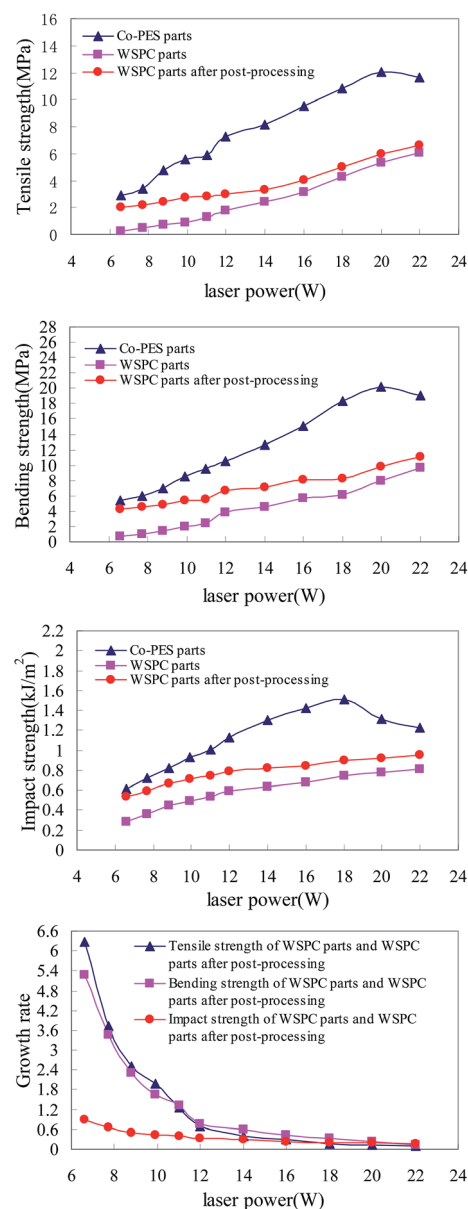 16
14
12
10
8
6
4
2
0
Tensile strength(MPa)
Co-PES parts
WSPC parts
WSPC parts after post-processing
4 6 8 10 12 14 16 18 20 22 24
laser power(W)
28
26
24
22
20
18
16
14
12
10
8
6
4
2
0
Bending strength(MPa)
Co-PES parts
WSPC parts
WSPC parts after post-processing
4 6 8 10 12 14 16 18 20 22 24
laser power(W)
2.2
2
1.8
1.6
1.4
1.2
1
0.8
0.6
0.4
0.2
0
Impact strength(kJ/m²)
Co-PES parts
WSPC parts
WSPC parts after post-processing
4 6 8 10 12 14 16 18 20 22 24
laser power(W)
6.6
6
5.4
4.8
4.2
3.6
3
2.4
1.8
1.2
0.6
0
Growth rate
Tensile strength of WSPC parts and WSPC
parts after post-processing
Bending strength of WSPC parts and WSPC
parts after post-processing
Impact strength of WSPC parts and WSPC
parts after post-processing
6 8 10 12 14 16 18 20 22 24
laser power(W)